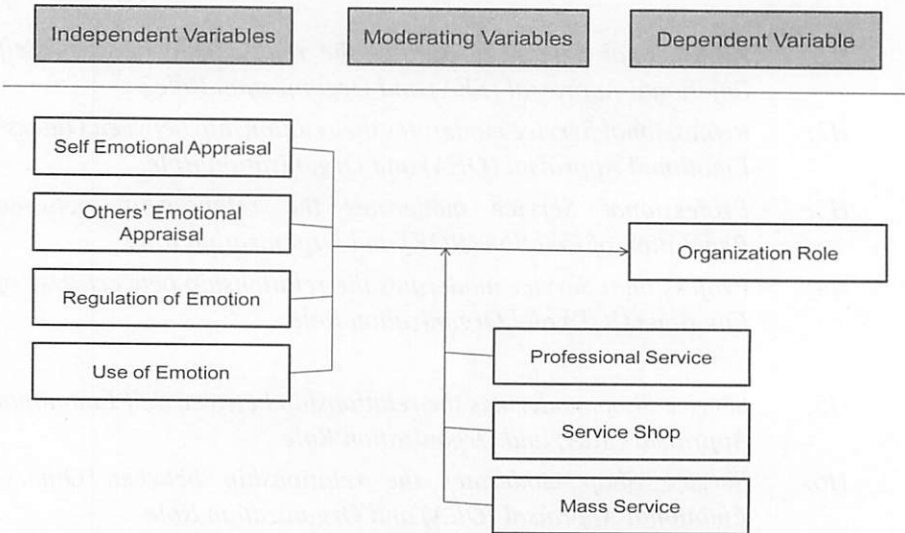 Independent Variables
Moderating Variables
Dependent Variable
Self Emotional Appraisal
Others' Emotional
Appraisal
Regulation of Emotion
Use of Emotion
Organization Role
Professional Service
Service Shop
Mass Service